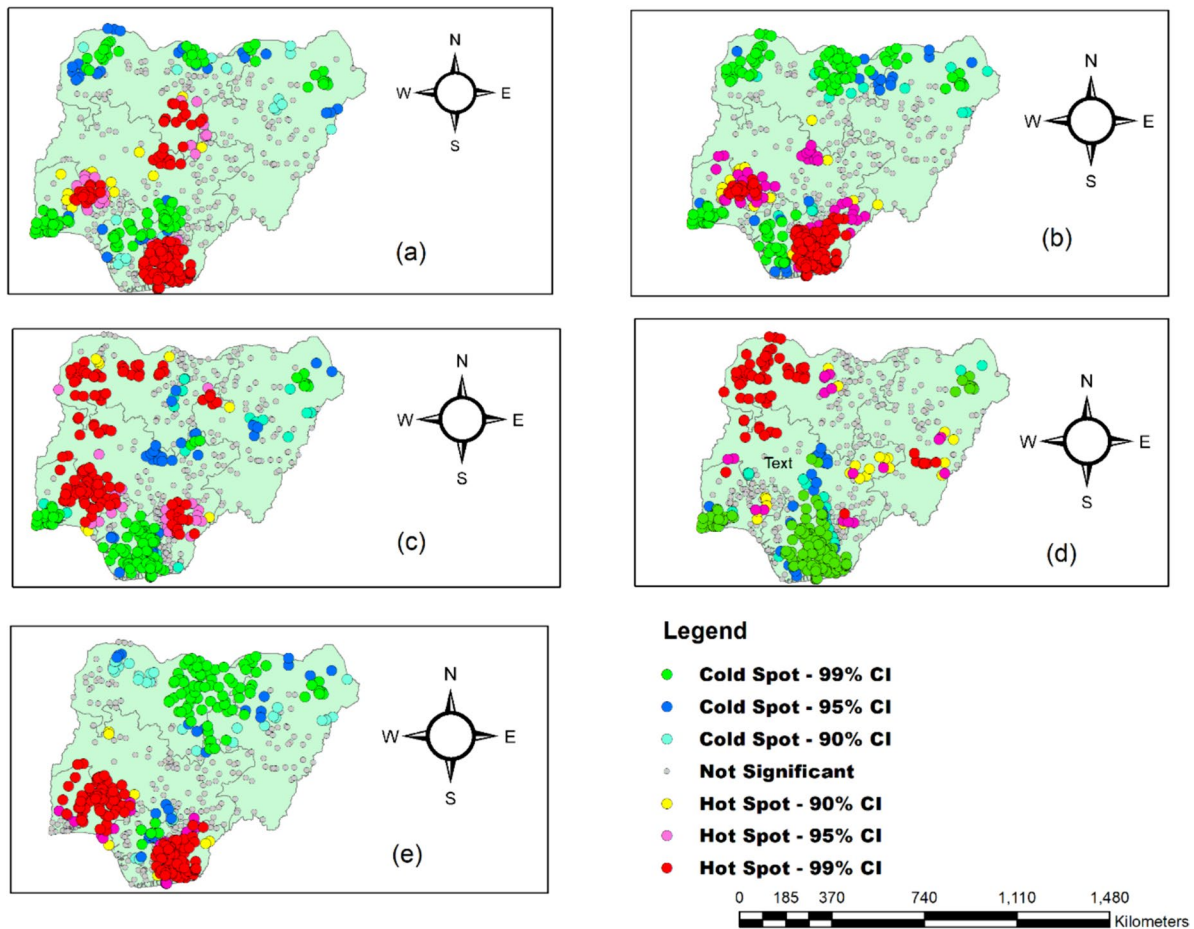 N
W E
S
(a)
N
W E
S
(b)
N
W E
S
(c)
N
W E
S
Text
(d)
N
W E
S
(e)
Legend
Cold Spot - 99% CI
Cold Spot - 95% CI
Cold Spot - 90% CI
Not Significant
Hot Spot - 90% CI
Hot Spot - 95% CI
Hot Spot - 99% CI
0 185 370 740 1,110 1,480
Kilometers